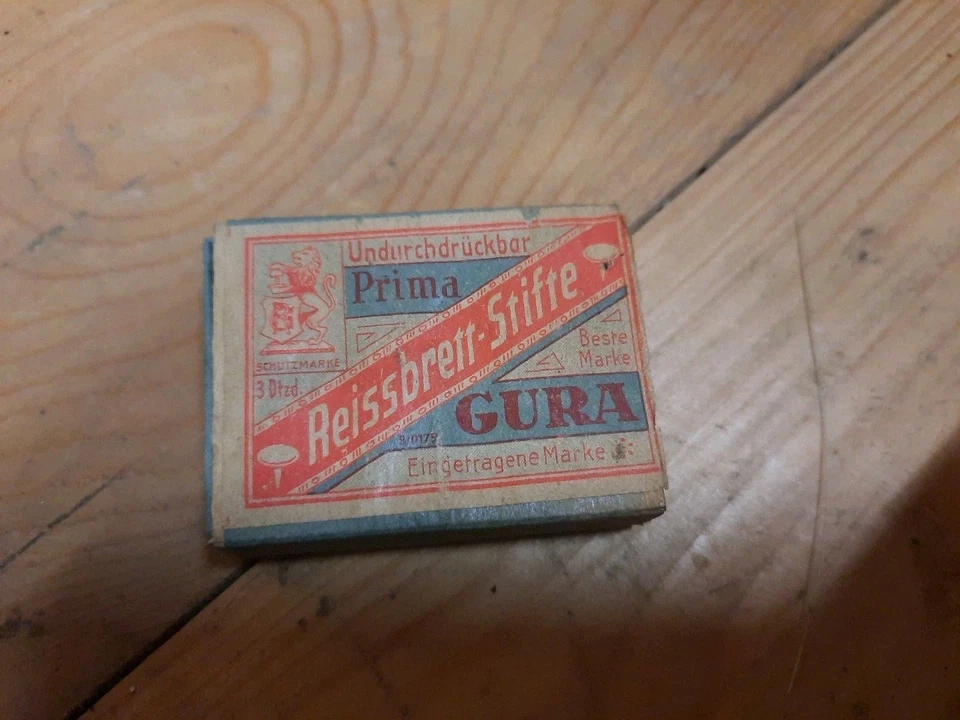 Undurchdrückbar
Prima
SCHUTZMARKE
3 Dtzd.
Reissbrett-Stifte
Beste
Marke
GURA
Eingetragene Marke